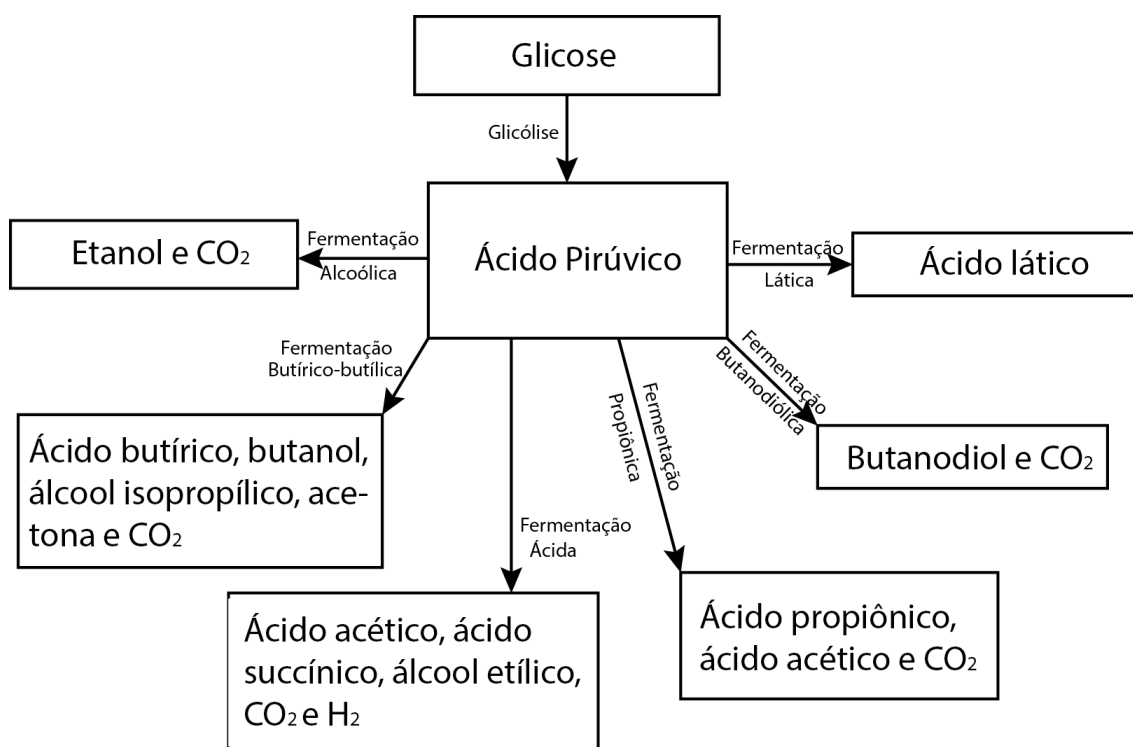 Glicose
Glicólise
Ácido Pirúvico
Fermentação
Alcoólica
Etanol e CO₂
Fermentação
Lática
Ácido lático
Fermentação
Butírico-butílica
Ácido butírico, butanol,
álcool isopropílico, ace-
tona e CO₂
Fermentação
Ácida
Ácido acético, ácido
succínico, álcool etílico,
CO₂ e H₂
Fermentação
Propiônica
Ácido propiônico,
ácido acético e CO₂
Fermentação
Butanodiólica
Butanodiol e CO₂